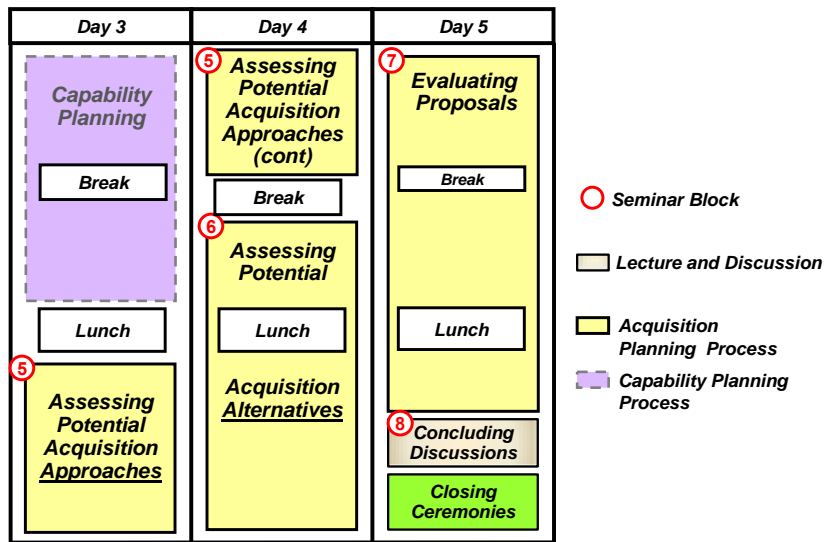 Day 3
Day 4
Day 5
Capability
Planning
Break
Lunch
5
Assessing
Potential
Acquisition
Approaches
5
Assessing
Potential
Acquisition
Approaches
(cont)
Break
6
Assessing
Potential
Lunch
Acquisition
Alternatives
7
Evaluating
Proposals
Break
Lunch
8
Concluding
Discussions
Closing
Ceremonies
Seminar Block
Lecture and Discussion
Acquisition
Planning Process
Capability Planning
Process